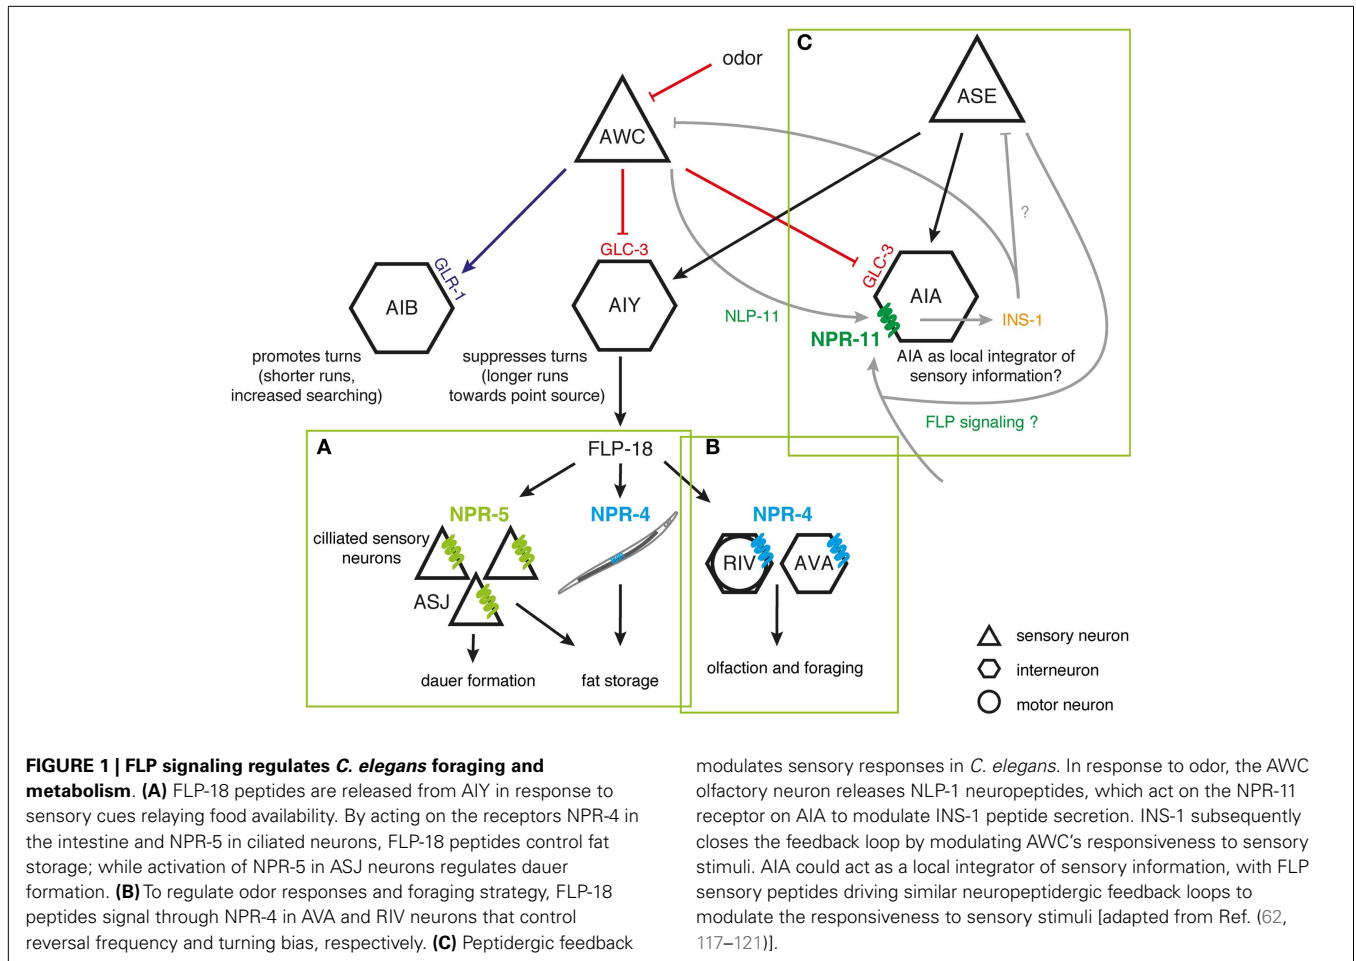 C
odor
ASE
AWC
?
GLC-3
GLC-3
GLR-1
AIB
AIY
AIA
NLP-11
INS-1
NPR-11
promotes turns
(shorter runs,
increased searching)
suppresses turns
(longer runs
towards point source)
AIA as local integrator of
sensory information?
FLP signaling ?
A
FLP-18
B
NPR-5
NPR-4
NPR-4
cilliated sensory
neurons
RIV
AVA
ASJ
dauer formation
fat storage
olfaction and foraging
sensory neuron
interneuron
motor neuron
FIGURE 1 | FLP signaling regulates C. elegans foraging and
metabolism. (A) FLP-18 peptides are released from AIY in response to
sensory cues relaying food availability. By acting on the receptors NPR-4 in
the intestine and NPR-5 in ciliated neurons, FLP-18 peptides control fat
storage; while activation of NPR-5 in ASJ neurons regulates dauer
formation. (B) To regulate odor responses and foraging strategy, FLP-18
peptides signal through NPR-4 in AVA and RIV neurons that control
reversal frequency and turning bias, respectively. (C) Peptidergic feedback
modulates sensory responses in C. elegans. In response to odor, the AWC
olfactory neuron releases NLP-1 neuropeptides, which act on the NPR-11
receptor on AIA to modulate INS-1 peptide secretion. INS-1 subsequently
closes the feedback loop by modulating AWC's responsiveness to sensory
stimuli. AIA could act as a local integrator of sensory information, with FLP
sensory peptides driving similar neuropeptidergic feedback loops to
modulate the responsiveness to sensory stimuli [adapted from Ref. (62,
117–121)].